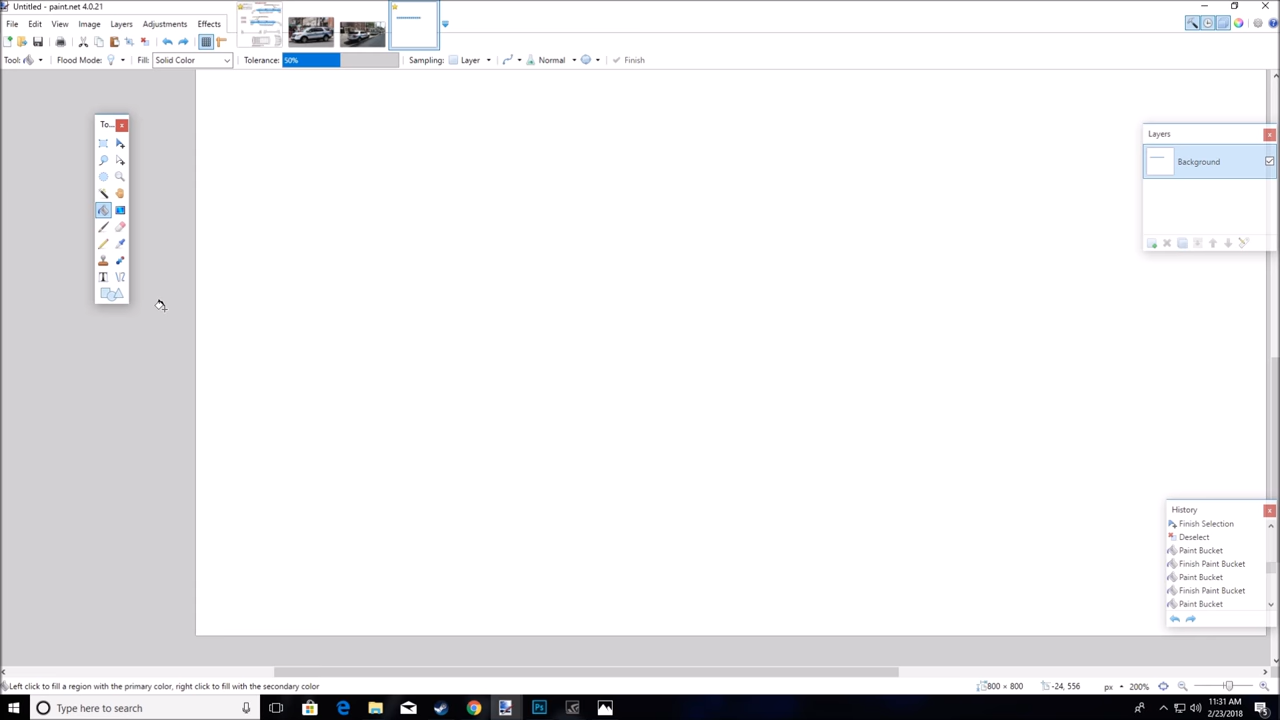 Untitled - paint.net 4.0.21
File Edit View Image Layers Adjustments Effects
Tool: Flood Mode: Fill: Solid Color Tolerance: 50% Sampling: Layer Normal Finish
To...
Layers
Background
History
Finish Selection
Deselect
Paint Bucket
Finish Paint Bucket
Paint Bucket
Finish Paint Bucket
Paint Bucket
Left click to fill a region with the primary color, right click to fill with the secondary color
800 × 800 -24, 556 px 200%
Type here to search
11:31 AM
2/23/2018